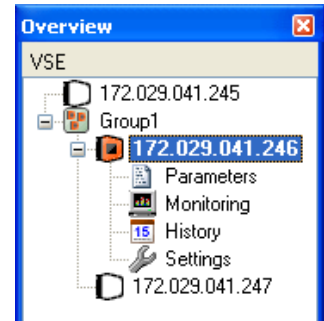 Overview
VSE
172.029.041.245
Group1
172.029.041.246
Parameters
Monitoring
15 History
Settings
172.029.041.247